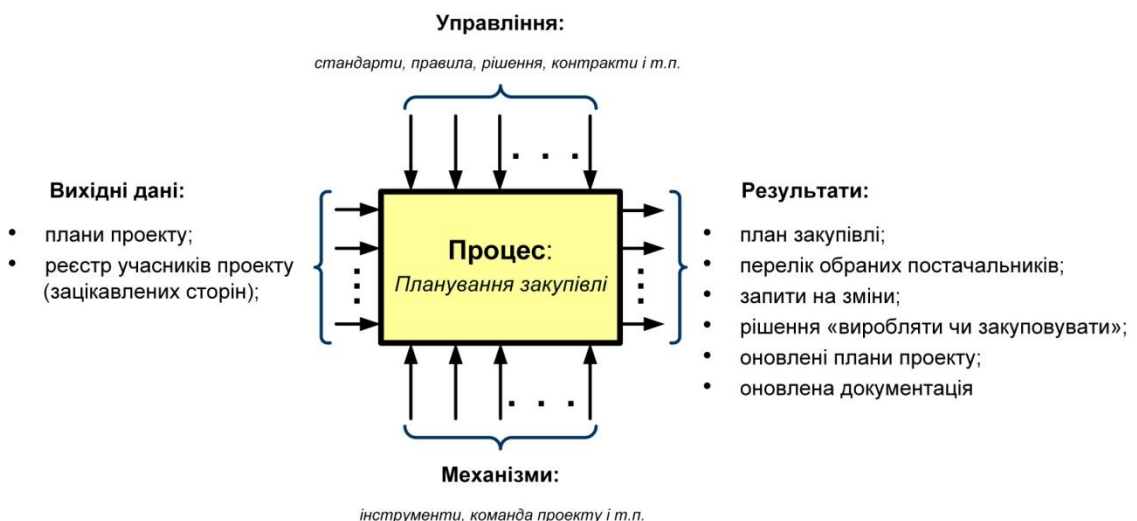 Управління:
стандарти, правила, рішення, контракти і т.п.
Вихідні дані:
• плани проекту;
• реєстр учасників проекту
(зацікавлених сторін);
Процес:
Планування закупівлі
Результати:
• план закупівлі;
• перелік обраних постачальників;
• запити на зміни;
• рішення «виробляти чи закуповувати»;
• оновлені плани проекту;
• оновлена документація
Механізми:
інструменти, команда проекту і т.п.